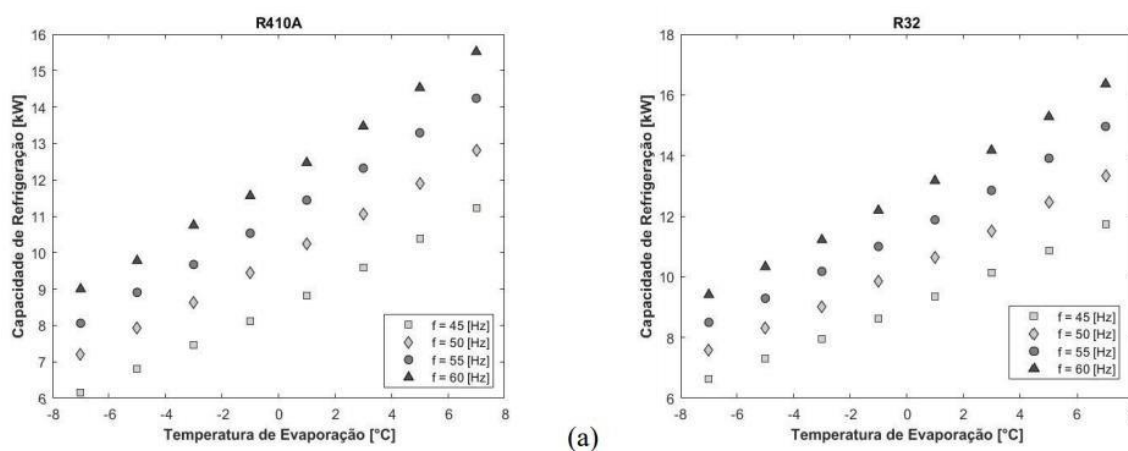 R410A
Capacidade de Refrigeração [kW]
16
15
14
13
12
11
10
9
8
7
6
-8
-6
-4
-2
0
2
4
6
8
Temperatura de Evaporação [°C]
f = 45 [Hz]
f = 50 [Hz]
f = 55 [Hz]
f = 60 [Hz]
(a)
R32
Capacidade de Refrigeração [kW]
18
16
14
12
10
8
6
-8
-6
-4
-2
0
2
4
6
8
Temperatura de Evaporação [°C]
f = 45 [Hz]
f = 50 [Hz]
f = 55 [Hz]
f = 60 [Hz]